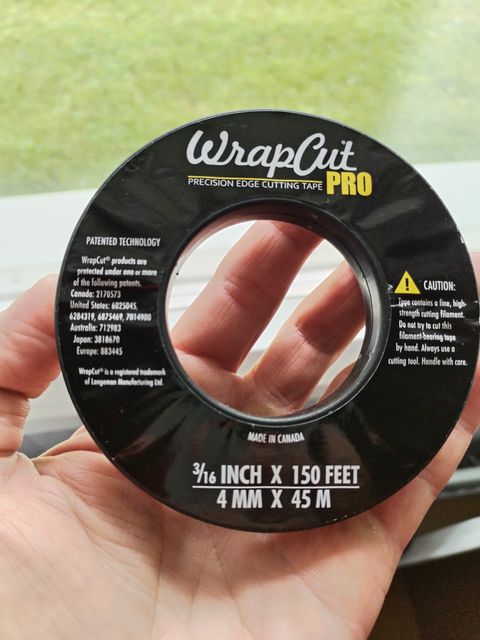 WrapCut
PRECISION EDGE CUTTING TAPE PRO
PATENTED TECHNOLOGY
WrapCut® products are
protected under one or more
of the following patents.
Canada: 2170573
United States: 6025045,
6284319, 6875469, 7014900
Australia: 712983
Japan: 3818670
Europe: 883445
WrapCut® is a registered trademark
of Longeman Manufacturing Ltd.
! CAUTION:
Tape contains a fine, high-
strength cutting filament.
Do not try to cut this
filament-bearing tape
by hand. Always use a
cutting tool. Handle with care.
MADE IN CANADA
3/16 INCH X 150 FEET
4 MM X 45 M